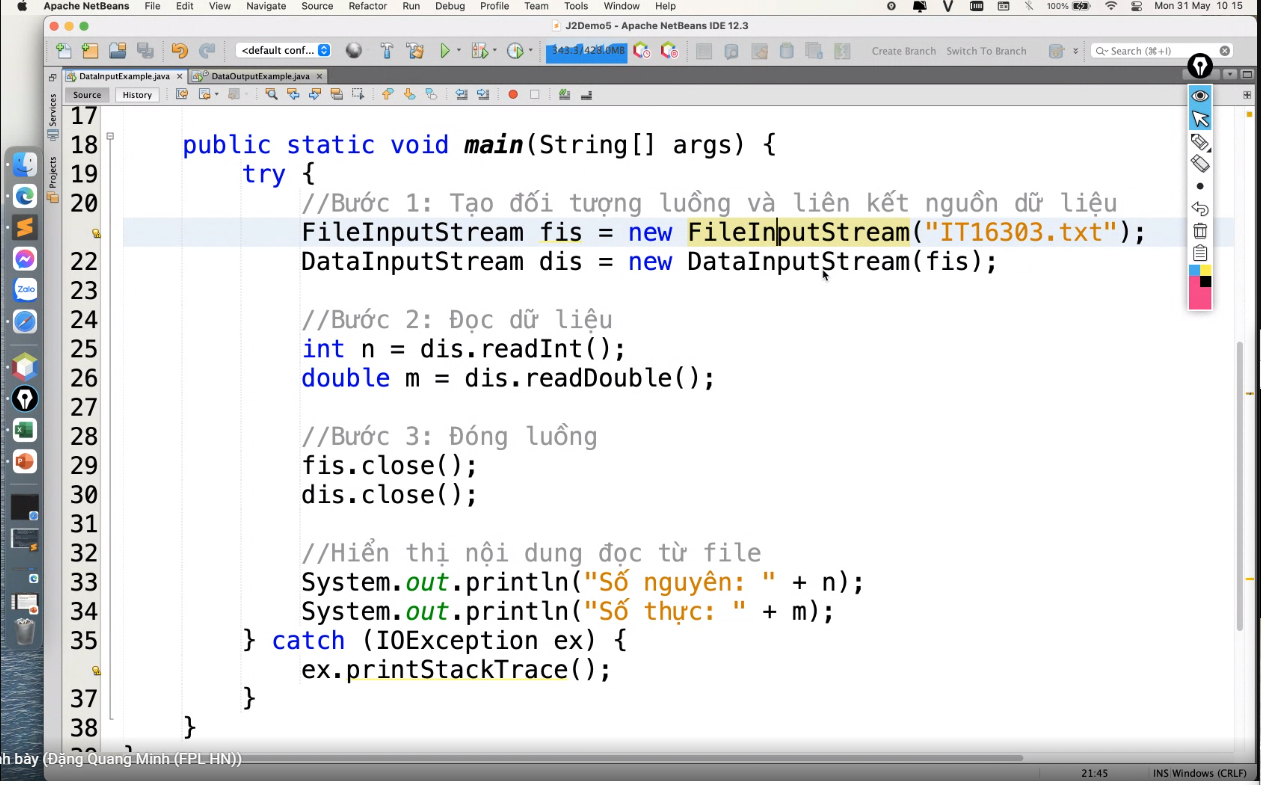 Apache NetBeans File Edit View Navigate Source Refactor Run Debug Profile Team Tools Window Help 100% Mon 31 May 10 15
J2Demo5 - Apache NetBeans IDE 12.3
<default conf... 343.3/428.0MB Create Branch Switch To Branch Search (⌘+I)
DataInputExample.java DataOutputExample.java
Source History
Services
Projects
Zalo
17
18 public static void main(String[] args) {
19 try {
20 //Bước 1: Tạo đối tượng luồng và liên kết nguồn dữ liệu
FileInputStream fis = new FileInputStream("IT16303.txt");
22 DataInputStream dis = new DataInputStream(fis);
23
24 //Bước 2: Đọc dữ liệu
25 int n = dis.readInt();
26 double m = dis.readDouble();
27
28 //Bước 3: Đóng luồng
29 fis.close();
30 dis.close();
31
32 //Hiển thị nội dung đọc từ file
33 System.out.println("Số nguyên: " + n);
34 System.out.println("Số thực: " + m);
35 } catch (IOException ex) {
ex.printStackTrace();
37 }
38 }
}
nh bày (Đặng Quang Minh (FPL HN))
21:45 INS Windows (CRLF)